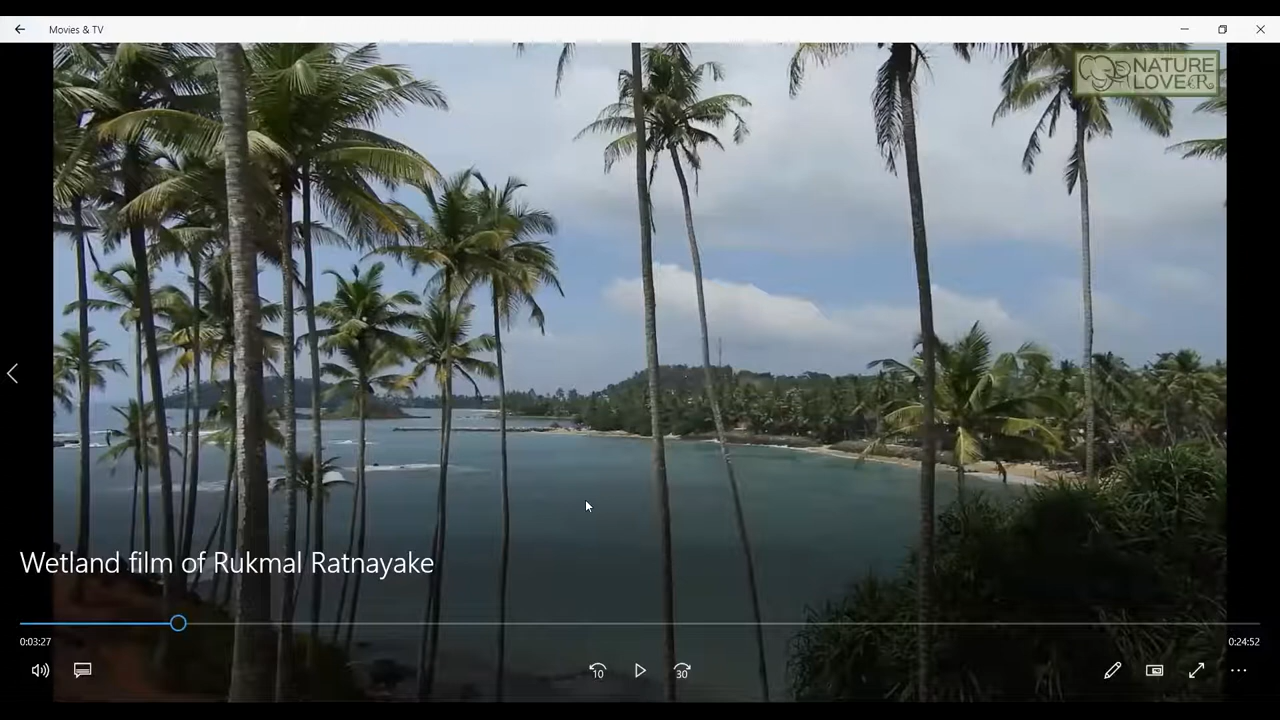 Movies & TV
NATURE
LOVER
Wetland film of Rukmal Ratnayake
0:03:27
0:24:52
10
30